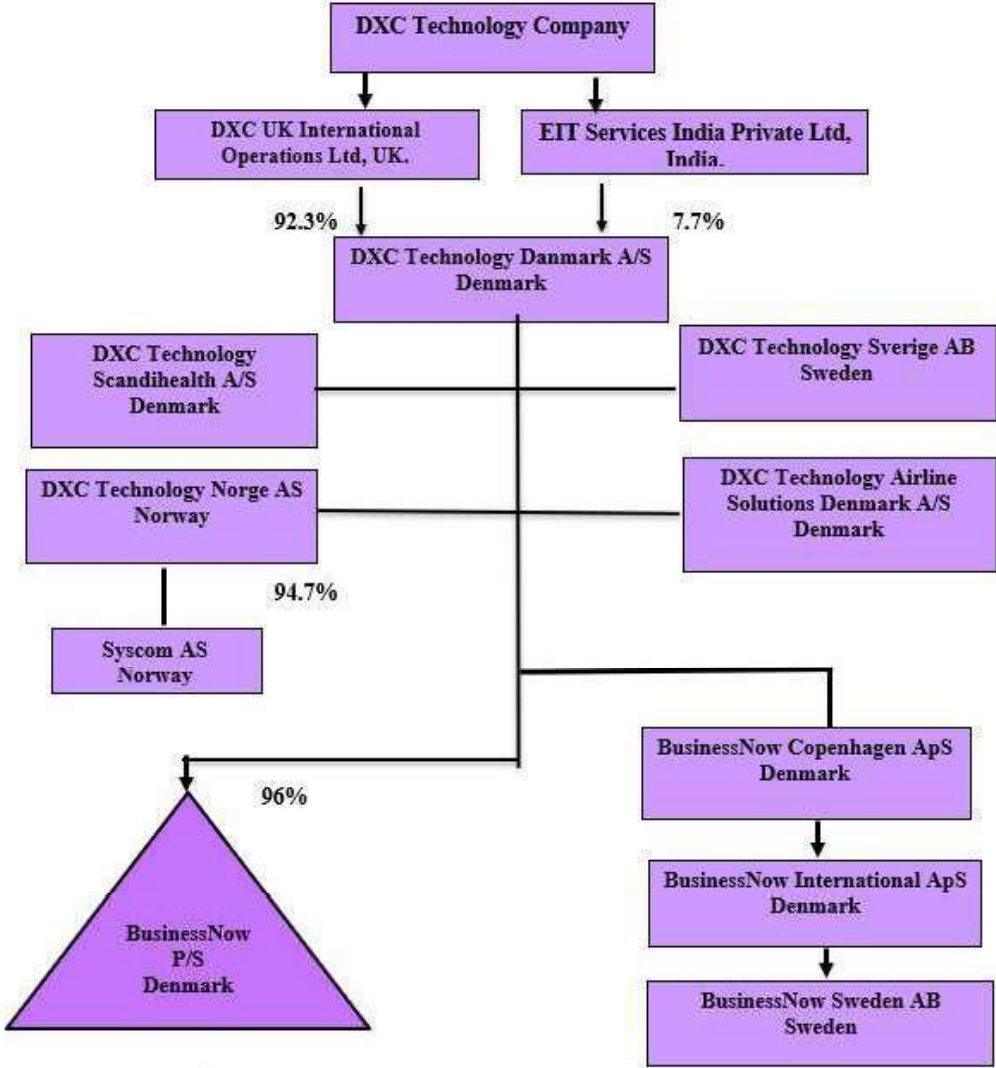 DXC Technology Company
DXC UK International
Operations Ltd, UK.
EIT Services India Private Ltd,
India.
92.3%
7.7%
DXC Technology Danmark A/S
Denmark
DXC Technology
Scandihealth A/S
Denmark
DXC Technology Sverige AB
Sweden
DXC Technology Norge AS
Norway
DXC Technology Airline
Solutions Denmark A/S
Denmark
94.7%
Syscom AS
Norway
BusinessNow Copenhagen ApS
Denmark
96%
BusinessNow International ApS
Denmark
BusinessNow
P/S
Denmark
BusinessNow Sweden AB
Sweden